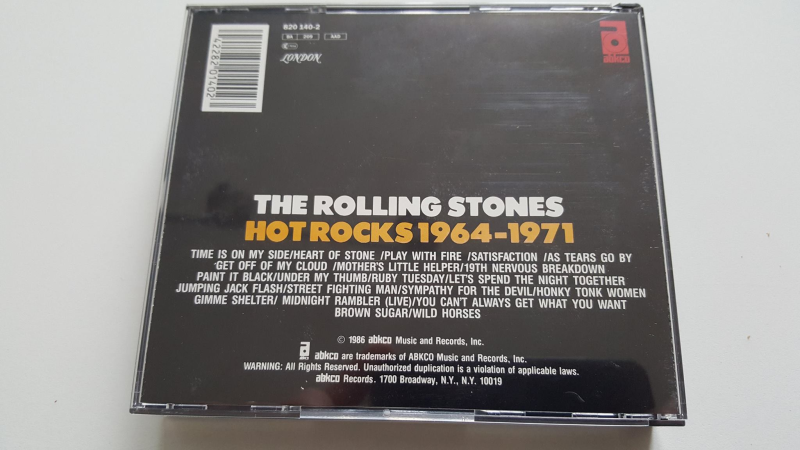 820 140-2
LONDON
abkco
THE ROLLING STONES
HOT ROCKS 1964-1971
TIME IS ON MY SIDE/HEART OF STONE /PLAY WITH FIRE /SATISFACTION /AS TEARS GO BY
GET OFF OF MY CLOUD /MOTHER'S LITTLE HELPER/19TH NERVOUS BREAKDOWN
PAINT IT BLACK/UNDER MY THUMB/RUBY TUESDAY/LET'S SPEND THE NIGHT TOGETHER
JUMPING JACK FLASH/STREET FIGHTING MAN/SYMPATHY FOR THE DEVIL/HONKY TONK WOMEN
GIMME SHELTER/ MIDNIGHT RAMBLER (LIVE)/YOU CAN'T ALWAYS GET WHAT YOU WANT
BROWN SUGAR/WILD HORSES
© 1986 abkco Music and Records, Inc.
abkco are trademarks of ABKCO Music and Records, Inc.
WARNING: All Rights Reserved. Unauthorized duplication is a violation of applicable laws.
abkco Records. 1700 Broadway, N.Y., N.Y. 10019